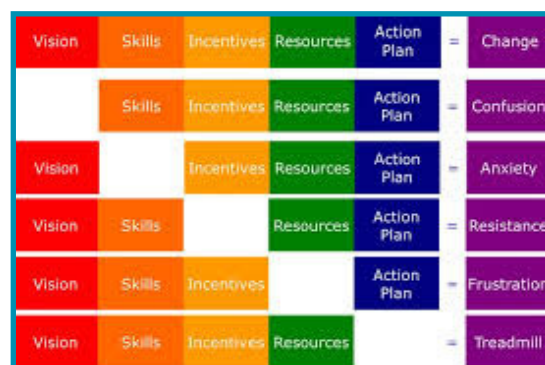 Vision Skills Incentives Resources Action Plan = Change
Skills Incentives Resources Action Plan = Confusion
Vision Incentives Resources Action Plan = Anxiety
Vision Skills Resources Action Plan = Resistance
Vision Skills Incentives Action Plan = Frustration
Vision Skills Incentives Resources = Treadmill